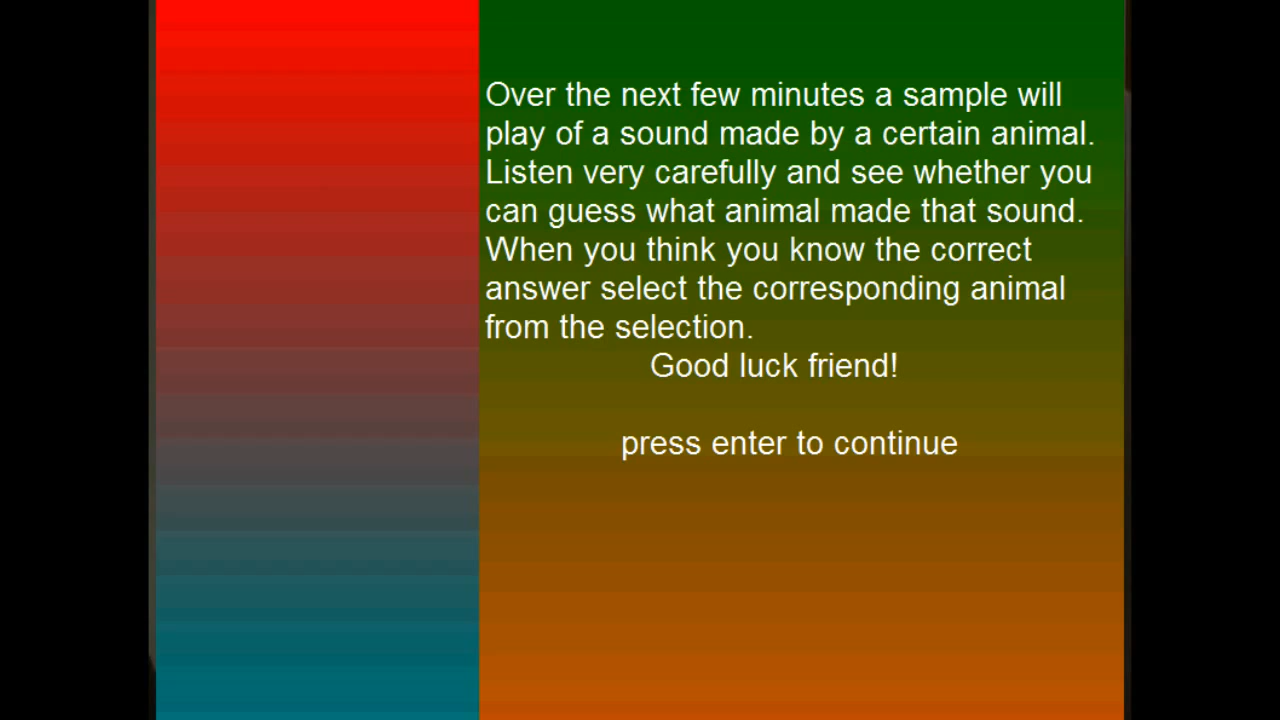 Over the next few minutes a sample will
play of a sound made by a certain animal.
Listen very carefully and see whether you
can guess what animal made that sound.
When you think you know the correct
answer select the corresponding animal
from the selection.
Good luck friend!
press enter to continue